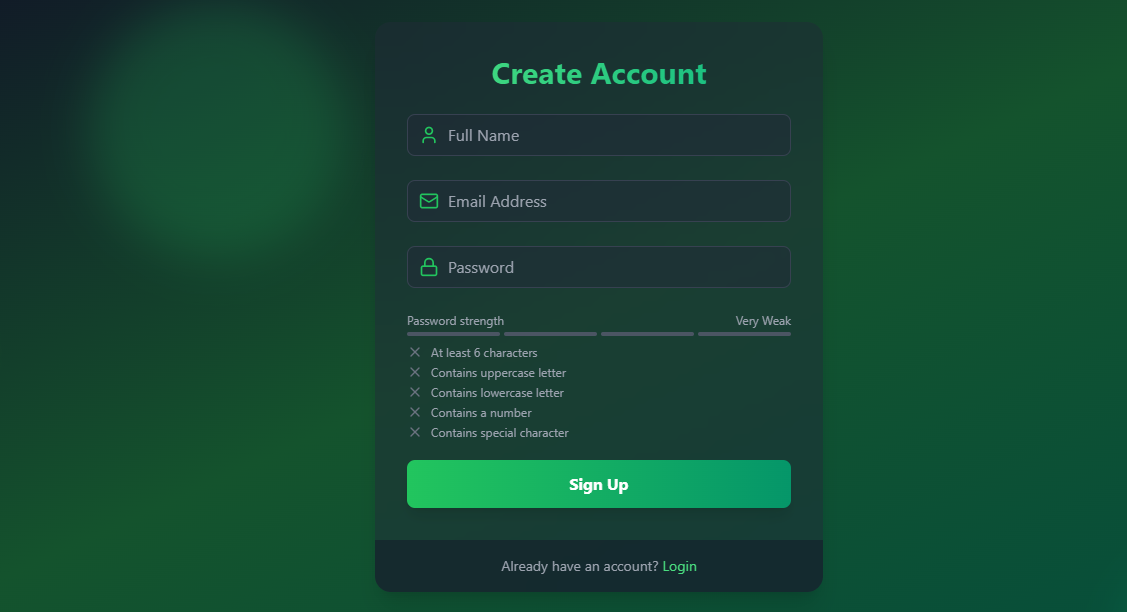 Create Account
Full Name
Email Address
Password
Password strength Very Weak
At least 6 characters
Contains uppercase letter
Contains lowercase letter
Contains a number
Contains special character
Sign Up
Already have an account? Login